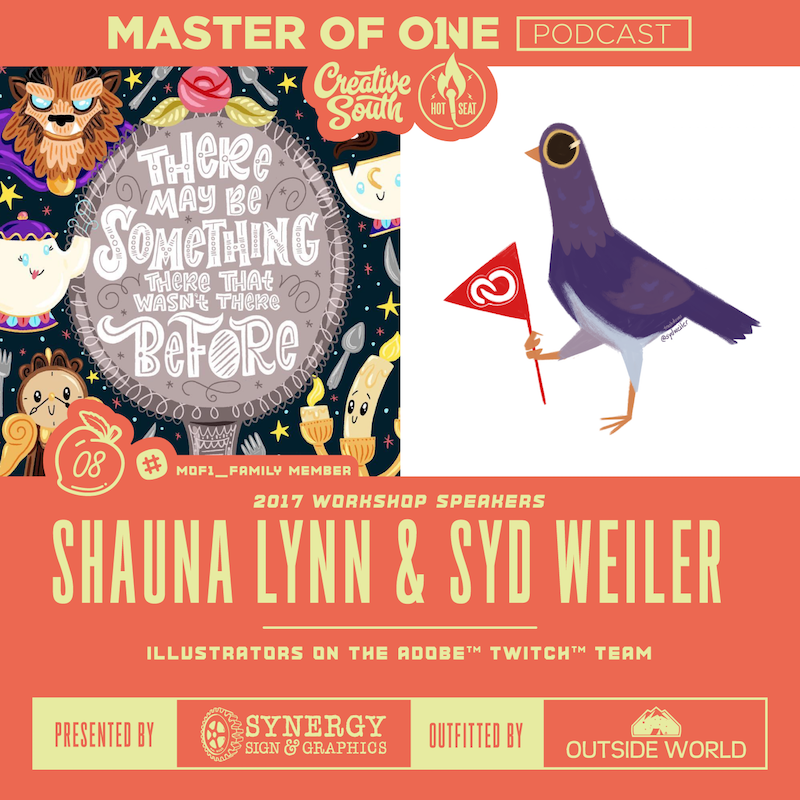 MASTER OF ONE PODCAST
Creative
South
HOT SEAT
THERE
MAY BE
SOMETHING
THERE THAT
WASN'T THERE
BEFORE
@sydweiler
08
# MOF1_FAMILY MEMBER
2017 WORKSHOP SPEAKERS
SHAUNA LYNN & SYD WEILER
ILLUSTRATORS ON THE ADOBE™ TWITCH™ TEAM
PRESENTED BY
SYNERGY
SIGN & GRAPHICS
OUTFITTED BY
OUTSIDE WORLD